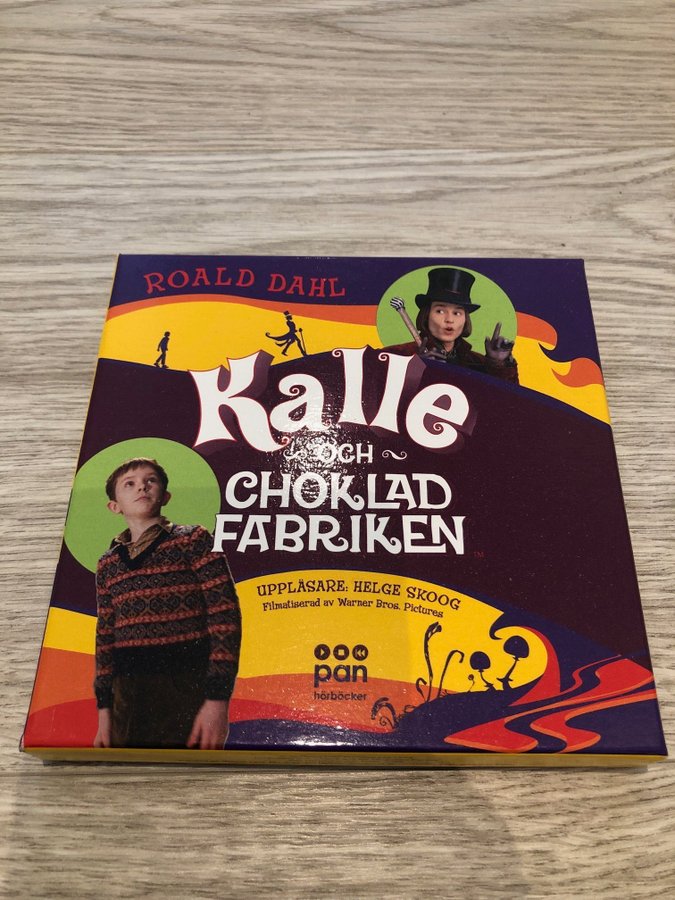 ROALD DAHL
Kalle
OCH
CHOKLAD
FABRIKEN
UPPLÄSARE: HELGE SKOOG
Filmatiserad av Warner Bros. Pictures
pan
hörböcker